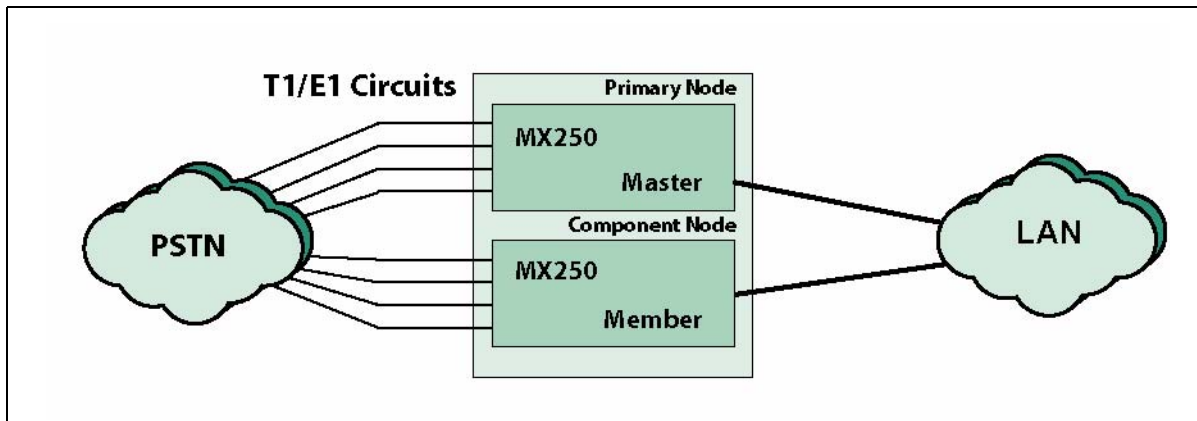 T1/E1 Circuits
Primary Node
MX250
Master
Component Node
MX250
Member
PSTN
LAN